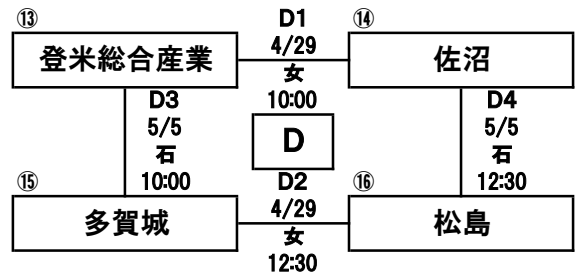 ⑬
D1
⑭
登米総合産業
4/29
佐沼
女
10:00
D3
5/5
石
10:00
D
D4
5/5
石
12:30
⑮
D2
⑯
多賀城
4/29
松島
女
12:30